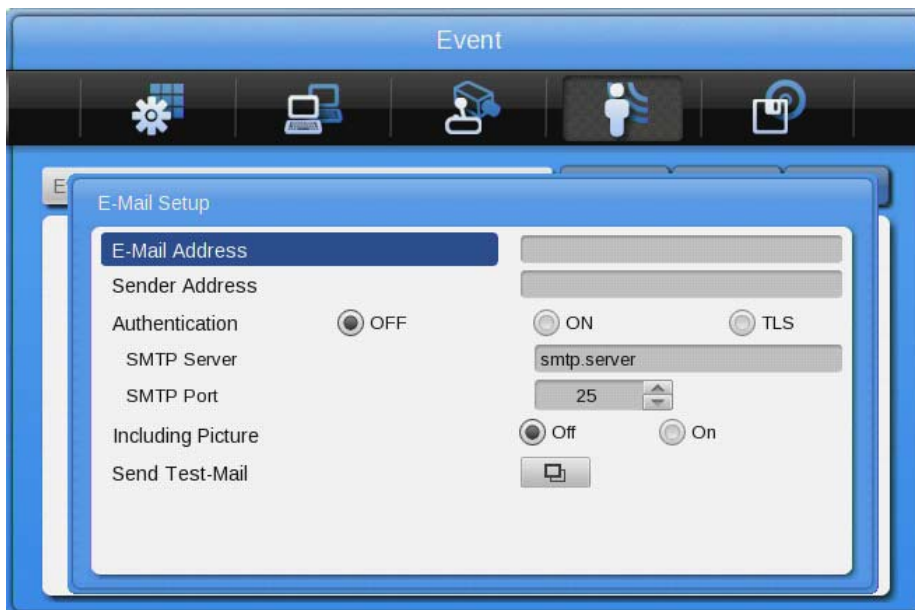 Event
E
E-Mail Setup
E-Mail Address
Sender Address
Authentication OFF ON TLS
SMTP Server smtp.server
SMTP Port 25
Including Picture Off On
Send Test-Mail